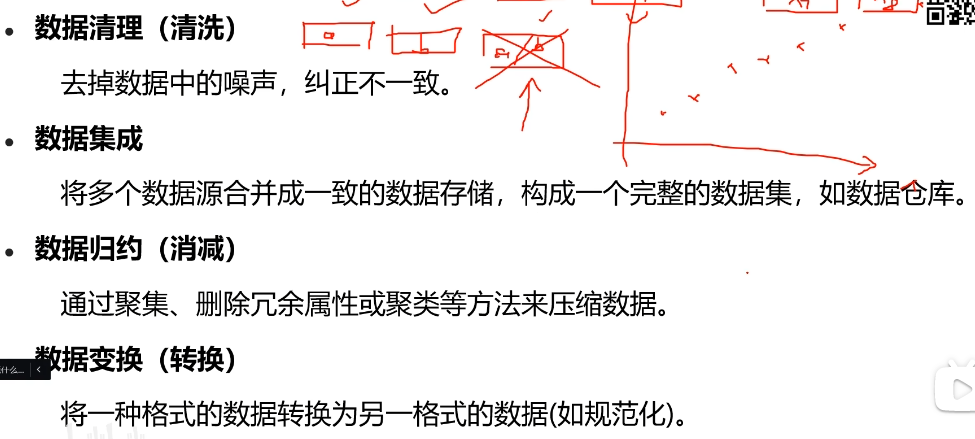 数据清理（清洗）
去掉数据中的噪声，纠正不一致。
数据集成
将多个数据源合并成一致的数据存储，构成一个完整的数据集，如数据仓库。
数据归约（消减）
通过聚集、删除冗余属性或聚类等方法来压缩数据。
数据变换（转换）
什么...
将一种格式的数据转换为另一格式的数据(如规范化)。